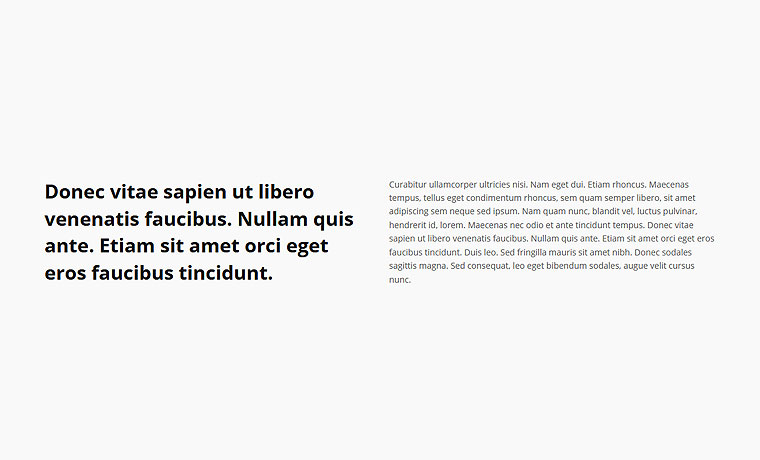 Donec vitae sapien ut libero
venenatis faucibus. Nullam quis
ante. Etiam sit amet orci eget
eros faucibus tincidunt.
Curabitur ullamcorper ultricies nisi. Nam eget dui. Etiam rhoncus. Maecenas
tempus, tellus eget condimentum rhoncus, sem quam semper libero, sit amet
adipiscing sem neque sed ipsum. Nam quam nunc, blandit vel, luctus pulvinar,
hendrerit id, lorem. Maecenas nec odio et ante tincidunt tempus. Donec vitae
sapien ut libero venenatis faucibus. Nullam quis ante. Etiam sit amet orci eget eros
faucibus tincidunt. Duis leo. Sed fringilla mauris sit amet nibh. Donec sodales
sagittis magna. Sed consequat, leo eget bibendum sodales, augue velit cursus
nunc.